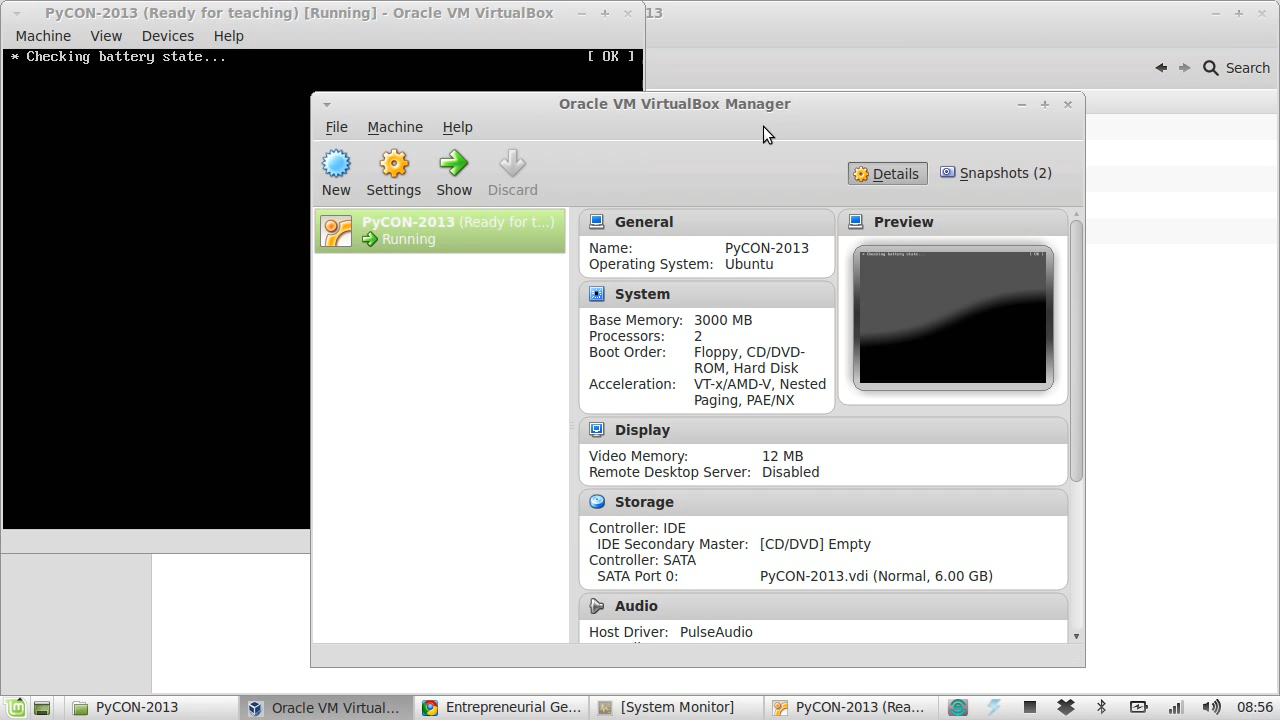 PyCON-2013 (Ready for teaching) [Running] - Oracle VM VirtualBox
13
Machine View Devices Help
* Checking battery state... [ OK ]
Search
Oracle VM VirtualBox Manager
File Machine Help
New Settings Show Discard
Details Snapshots (2)
PyCON-2013 (Ready for t...)
Running
General
Name: PyCON-2013
Operating System: Ubuntu
Preview
* Checking battery state... [ OK ]
System
Base Memory: 3000 MB
Processors: 2
Boot Order: Floppy, CD/DVD-
ROM, Hard Disk
Acceleration: VT-x/AMD-V, Nested
Paging, PAE/NX
Display
Video Memory: 12 MB
Remote Desktop Server: Disabled
Storage
Controller: IDE
IDE Secondary Master: [CD/DVD] Empty
Controller: SATA
SATA Port 0: PyCON-2013.vdi (Normal, 6.00 GB)
Audio
Host Driver: PulseAudio
PyCON-2013 Oracle VM Virtual... Entrepreneurial Ge... [System Monitor] PyCON-2013 (Rea... 08:56